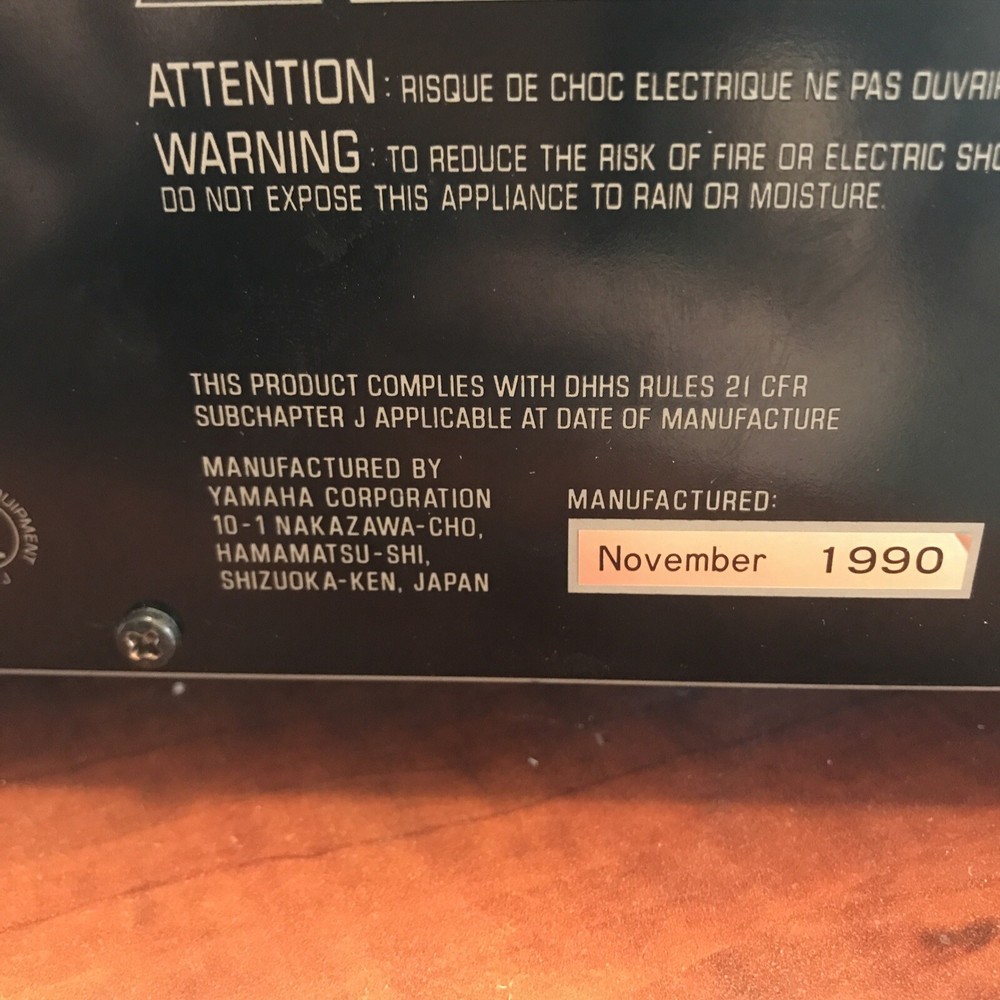 ATTENTION : RISQUE DE CHOC ELECTRIQUE NE PAS
WARNING : TO REDUCE THE RISK OF FIRE OR ELECTRIC
DO NOT EXPOSE THIS APPLIANCE TO RAIN OR MOISTURE.
THIS PRODUCT COMPLIES WITH DHHS RULES 21 CFR
SUBCHAPTER J APPLICABLE AT DATE OF MANUFACTURE
MANUFACTURED BY
YAMAHA CORPORATION
10-1 NAKAZAWA-CHO,
HAMAMATSU-SHI,
SHIZUOKA-KEN, JAPAN
MANUFACTURED:
November 1990